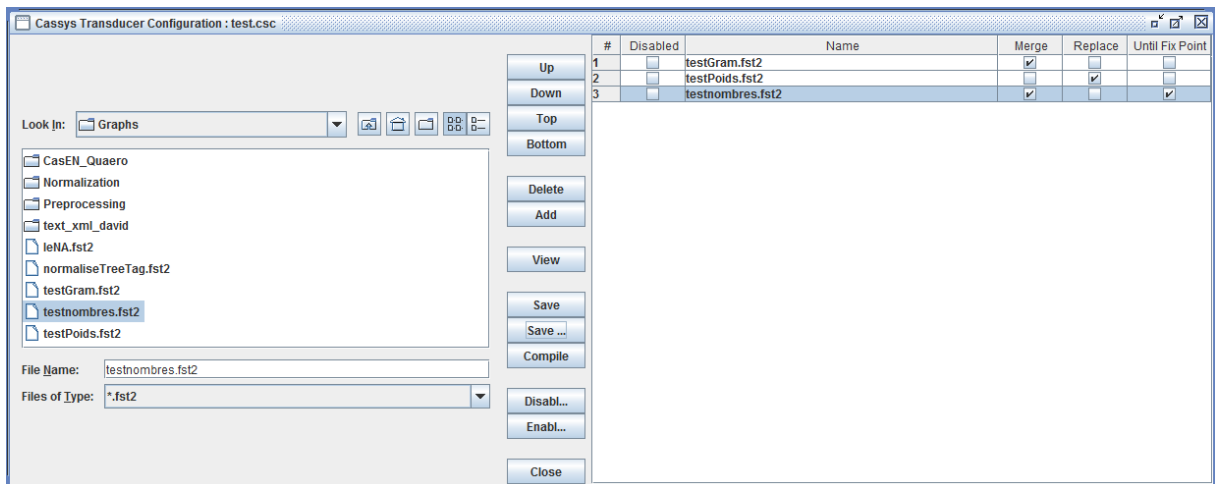 Cassys Transducer Configuration : test.csc
Look In: Graphs
CasEN_Quaero
Normalization
Preprocessing
text_xml_david
leNA.fst2
normaliseTreeTag.fst2
testGram.fst2
testnombres.fst2
testPoids.fst2
File Name: testnombres.fst2
Files of Type: *.fst2
Up
Down
Top
Bottom
Delete
Add
View
Save
Save ...
Compile
Disabl...
Enabl...
Close
# Disabled Name Merge Replace Until Fix Point
1 testGram.fst2
2 testPoids.fst2
3 testnombres.fst2